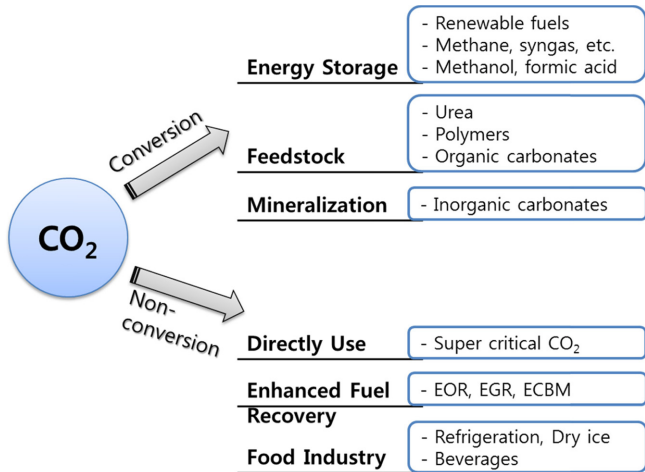 CO₂
Conversion
Energy Storage
- Renewable fuels
- Methane, syngas, etc.
- Methanol, formic acid
Feedstock
- Urea
- Polymers
- Organic carbonates
Mineralization
- Inorganic carbonates
Non-
conversion
Directly Use
- Super critical CO₂
Enhanced Fuel
Recovery
- EOR, EGR, ECBM
Food Industry
- Refrigeration, Dry ice
- Beverages